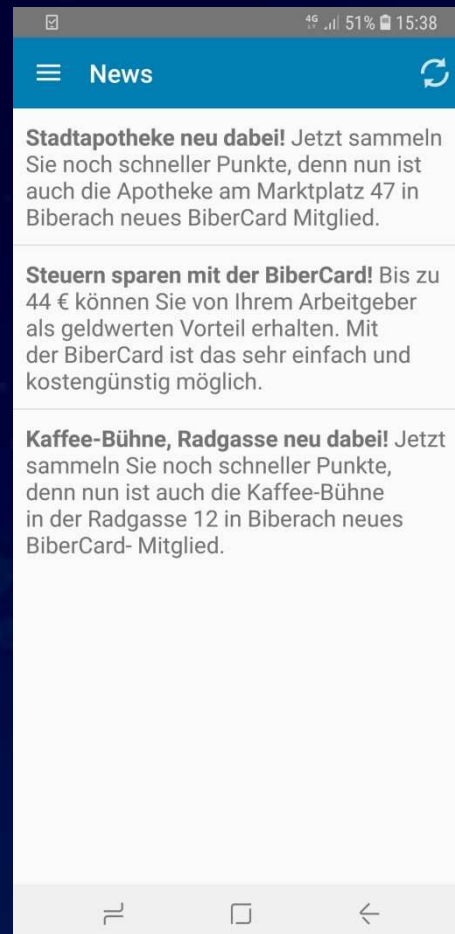 4G 51% 15:38
News
Stadtapotheke neu dabei! Jetzt sammeln
Sie noch schneller Punkte, denn nun ist
auch die Apotheke am Marktplatz 47 in
Biberach neues BiberCard Mitglied.
Steuern sparen mit der BiberCard! Bis zu
44 € können Sie von Ihrem Arbeitgeber
als geldwerten Vorteil erhalten. Mit
der BiberCard ist das sehr einfach und
kostengünstig möglich.
Kaffee-Bühne, Radgasse neu dabei! Jetzt
sammeln Sie noch schneller Punkte,
denn nun ist auch die Kaffee-Bühne
in der Radgasse 12 in Biberach neues
BiberCard- Mitglied.